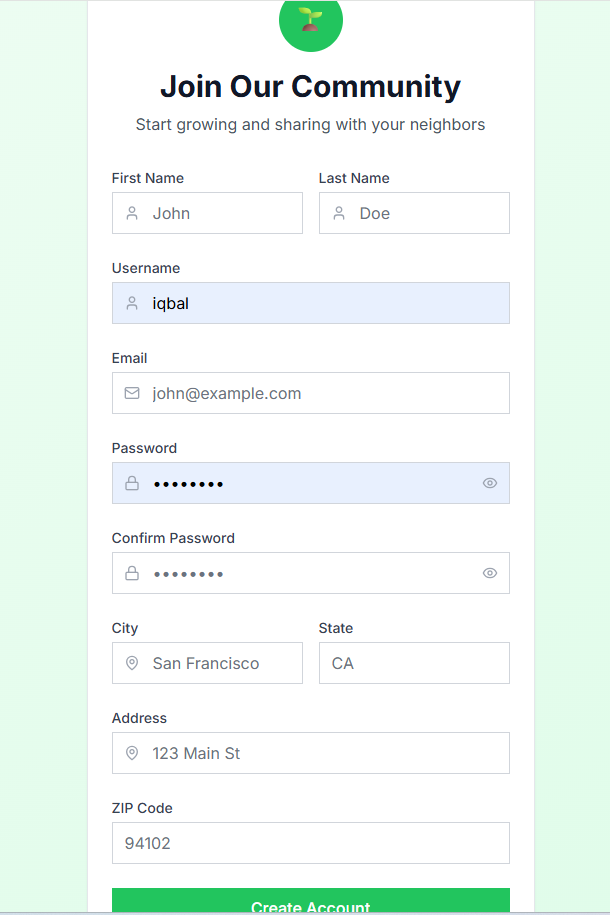 Join Our Community
Start growing and sharing with your neighbors
First Name Last Name
John Doe
Username
iqbal
Email
john@example.com
Password
••••••••
Confirm Password
••••••••
City State
San Francisco CA
Address
123 Main St
ZIP Code
94102
Create Account